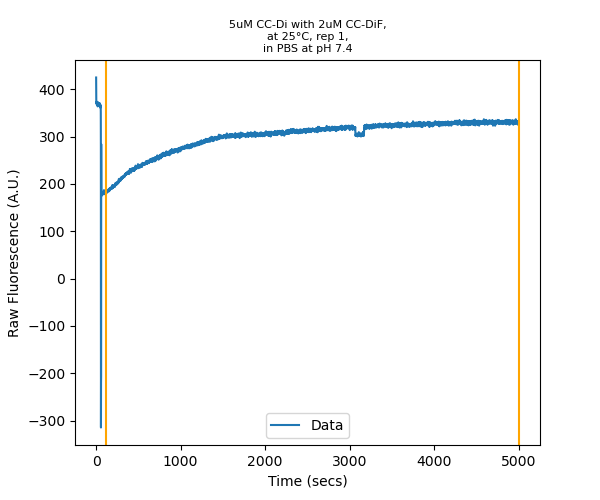 5uM CC-Di with 2uM CC-DiF,
at 25°C, rep 1,
in PBS at pH 7.4
Raw Fluorescence (A.U.)
400
300
200
100
0
−100
−200
−300
Data
0 1000 2000 3000 4000 5000
Time (secs)